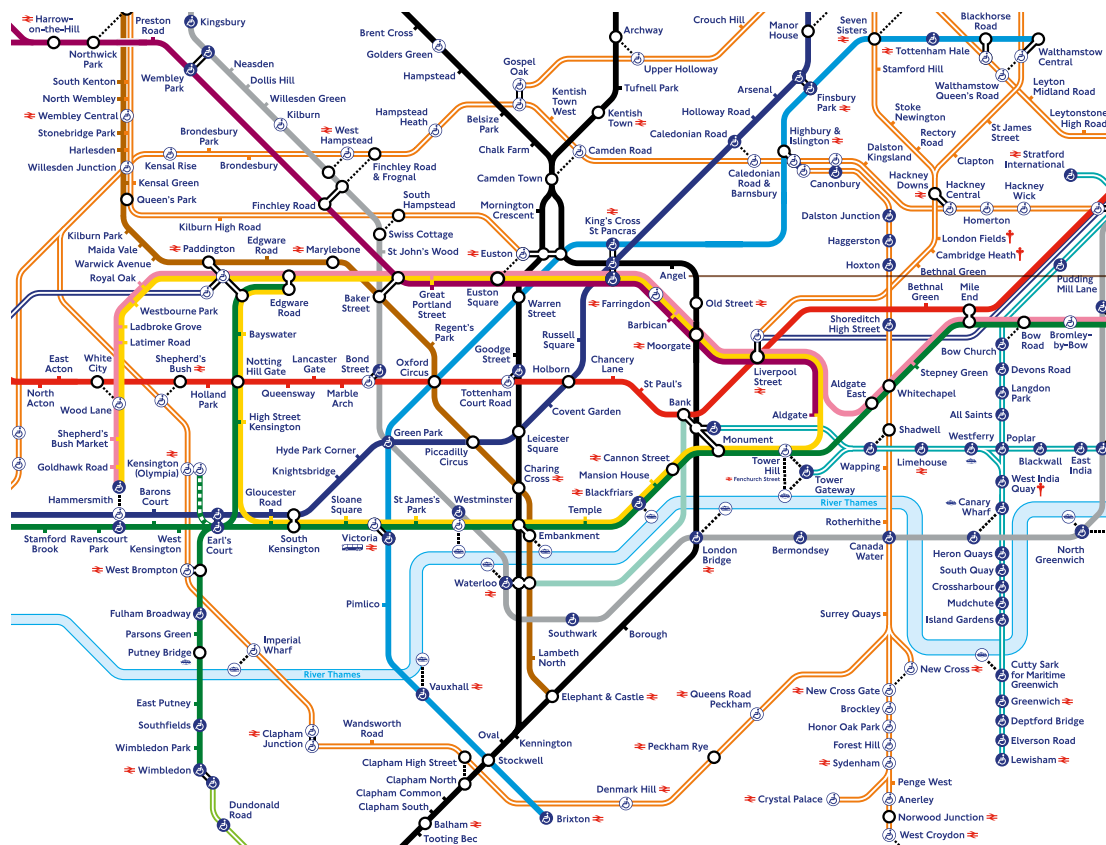 Harrow-
on-the-Hill
Northwick
Park
Preston
Road
Kingsbury
Wembley
Park
Neasden
Dollis Hill
Willesden Green
Kilburn
South Kenton
North Wembley
Wembley Central
Stonebridge Park
Harlesden
Willesden Junction
Kensal Rise
Brondesbury
Park
Brondesbury
West
Hampstead
Finchley Road
& Frognal
Kensal Green
Queen's Park
Finchley Road
South
Hampstead
Kilburn High Road
Swiss Cottage
St John's Wood
Brent Cross
Golders Green
Hampstead
Hampstead
Heath
Belsize
Park
Chalk Farm
Camden Town
Mornington
Crescent
Euston
Gospel
Oak
Kentish
Town West
Archway
Upper Holloway
Tufnell Park
Kentish
Town
Camden Road
Crouch Hill
Manor
House
Arsenal
Holloway Road
Caledonian Road
Finsbury
Park
Highbury &
Islington
Caledonian
Road &
Barnsbury
Canonbury
King's Cross
St Pancras
Seven
Sisters
Tottenham Hale
Blackhorse
Road
Walthamstow
Central
Walthamstow
Queen's Road
Leyton
Midland Road
Leytonstone
High Road
Stamford Hill
Stoke
Newington
Rectory
Road
St James
Street
Clapton
Stratford
International
Dalston
Kingsland
Hackney
Downs
Hackney
Central
Hackney
Wick
Homerton
Dalston Junction
Haggerston
Hoxton
London Fields
Cambridge Heath
Bethnal Green
Pudding
Mill Lane
Kilburn Park
Maida Vale
Warwick Avenue
Royal Oak
Paddington
Edgware
Road
Marylebone
Westbourne Park
Ladbroke Grove
Latimer Road
Edgware
Road
Bayswater
Baker
Street
Great
Portland
Street
Euston
Square
Warren
Street
Regent's
Park
Russell
Square
Farringdon
Barbican
Moorgate
Angel
Old Street
Liverpool
Street
Shoreditch
High Street
Bethnal
Green
Mile
End
Bow Church
Bow
Road
Bromley-
by-Bow
Stepney Green
Whitechapel
Aldgate
East
Aldgate
East
Acton
North
Acton
White
City
Wood Lane
Shepherd's
Bush
Holland
Park
Notting
Hill Gate
Lancaster
Gate
Queensway
Bond
Street
Marble
Arch
Oxford
Circus
Goodge
Street
Tottenham
Court Road
Holborn
Chancery
Lane
St Paul's
Bank
Monument
Covent Garden
Leicester
Square
Piccadilly
Circus
Green Park
Hyde Park Corner
Knightsbridge
High Street
Kensington
Shepherd's
Bush Market
Goldhawk Road
Hammersmith
Kensington
(Olympia)
Barons
Court
Gloucester
Road
Sloane
Square
St James's
Park
Westminster
Charing
Cross
Cannon Street
Mansion House
Blackfriars
Temple
Embankment
Tower
Hill
Fenchurch Street
Tower
Gateway
Shadwell
Wapping
Limehouse
Westferry
Poplar
Blackwall
East
India
Devons Road
Langdon
Park
All Saints
West India
Quay
Canary
Wharf
River Thames
Stamford
Brook
Ravenscourt
Park
West
Kensington
Earl's
Court
South
Kensington
Victoria
Waterloo
Southwark
London
Bridge
Bermondsey
Canada
Water
Rotherhithe
North
Greenwich
Heron Quays
South Quay
Crossharbour
Mudchute
Island Gardens
West Brompton
Fulham Broadway
Parsons Green
Putney Bridge
Imperial
Wharf
East Putney
Southfields
Wimbledon Park
Wimbledon
Dundonald
Road
River Thames
Pimlico
Vauxhall
Clapham
Junction
Wandsworth
Road
Clapham High Street
Clapham North
Clapham Common
Clapham South
Balham
Tooting Bec
Oval
Kennington
Stockwell
Brixton
Lambeth
North
Borough
Elephant & Castle
Denmark Hill
Peckham Rye
Queens Road
Peckham
Surrey Quays
New Cross
New Cross Gate
Brockley
Honor Oak Park
Forest Hill
Sydenham
Crystal Palace
Penge West
Anerley
Norwood Junction
West Croydon
Cutty Sark
for Maritime
Greenwich
Greenwich
Deptford Bridge
Elverson Road
Lewisham